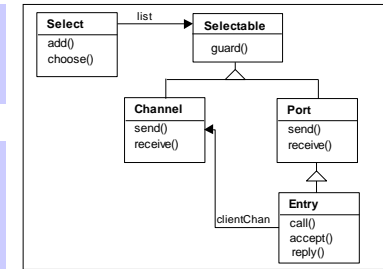 list
Select
add()
choose()
Selectable
guard()
Channel
send()
receive()
Port
send()
receive()
clientChan
Entry
call()
accept()
reply()